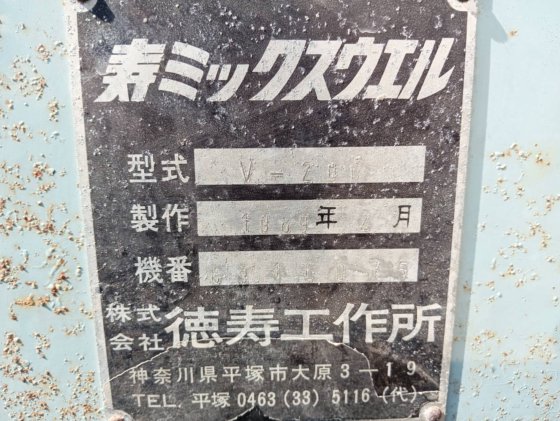 寿ミックスウエル
型式 V-20
製作 年 月
機番
株式会社 徳寿工作所
神奈川県平塚市大原3-19
TEL. 平塚 0463 (33) 5116 (代)